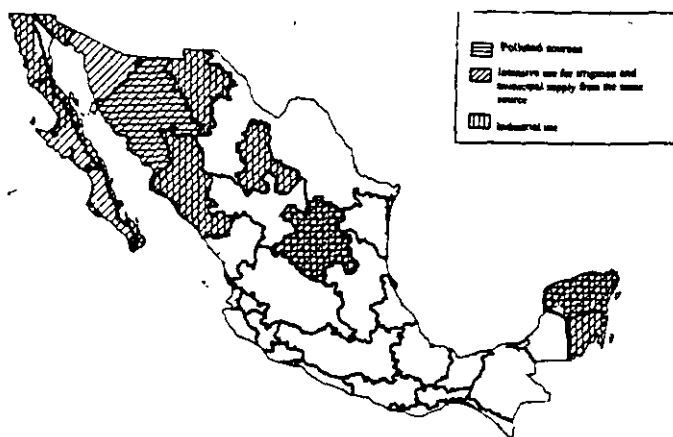 Polluted sources
Intensive use for irrigation and
municipal supply from the same
source
Industrial use